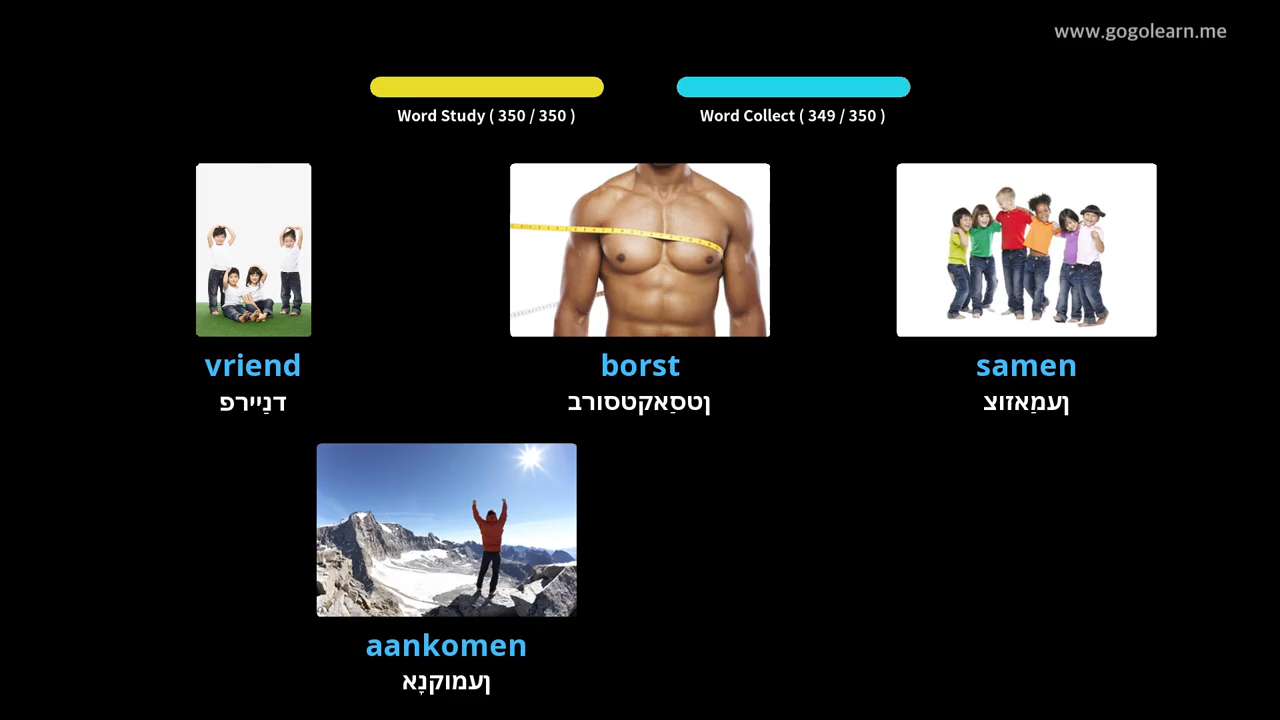 www.gogolearn.me
Word Study ( 350 / 350 )
Word Collect ( 349 / 350 )
vriend
borst
samen
דנַיירפ
ןטסַאקטסורב
ןעמַאזוצ
aankomen
ןעמוקנָא